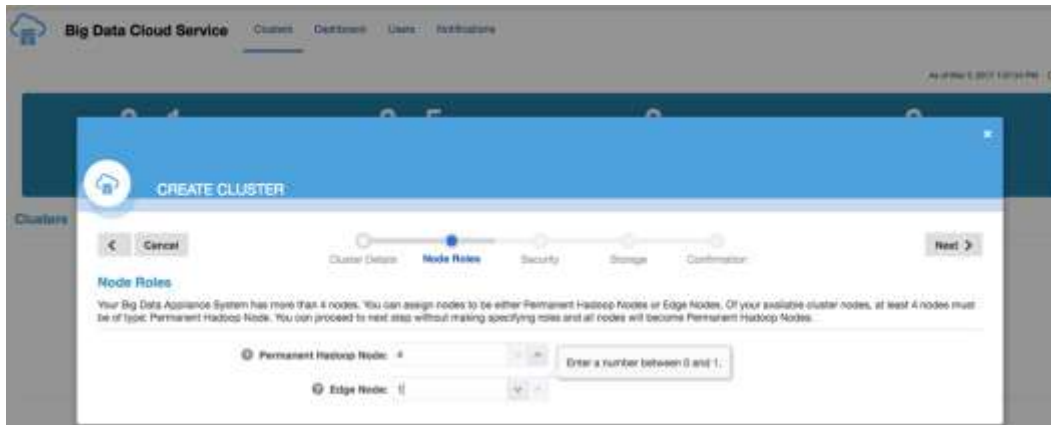 Big Data Cloud Service Clusters Dashboard Users Notifications
Clusters
CREATE CLUSTER
Cancel
Cluster Details Node Roles Security Storage Confirmation
Next
Node Roles
Your Big Data Appliance System has more than 4 nodes. You can assign nodes to be either Permanent Hadoop Nodes or Edge Nodes. Of your available cluster nodes, at least 4 nodes must
be of type: Permanent Hadoop Node. You can proceed to next step without making specifying roles and all nodes will become Permanent Hadoop Nodes.
Permanent Hadoop Node: 4
Enter a number between 0 and 1.
Edge Node: 1